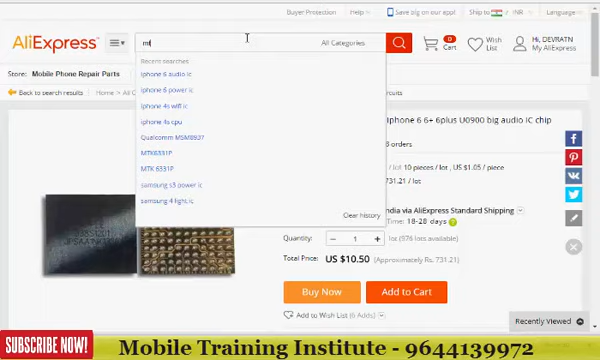 Buyer Protection Help Save big on our app! Ship to / INR Language
AliExpress™ mt All Categories 0 Cart Wish List Hi, DEVRATN My AliExpress
Store: Mobile Phone Repair Parts
Recent searches
iphone 6 audio ic
iphone 6 power ic
iphone 4s wifi ic
iphone 4s cpu
Qualcomm MSM8937
MTK6331P
MTK 6331P
samsung s3 power ic
samsung 4 light ic
Clear history
Back to search results Home > All C rcuits
iphone 6 6+ 6plus U0900 big audio IC chip
orders
/ lot (10 pieces / lot, US $1.05 / piece)
731.21 / lot
ndia via AliExpress Standard Shipping
Time: 18-28 days
Quantity: 1 lot (976 lots available)
Total Price: US $10.50 (Approximately Rs. 731.21)
Buy Now Add to Cart
Add to Wish List (6 Adds)
Recently Viewed
SUBSCRIBE NOW! Mobile Training Institute - 9644139972